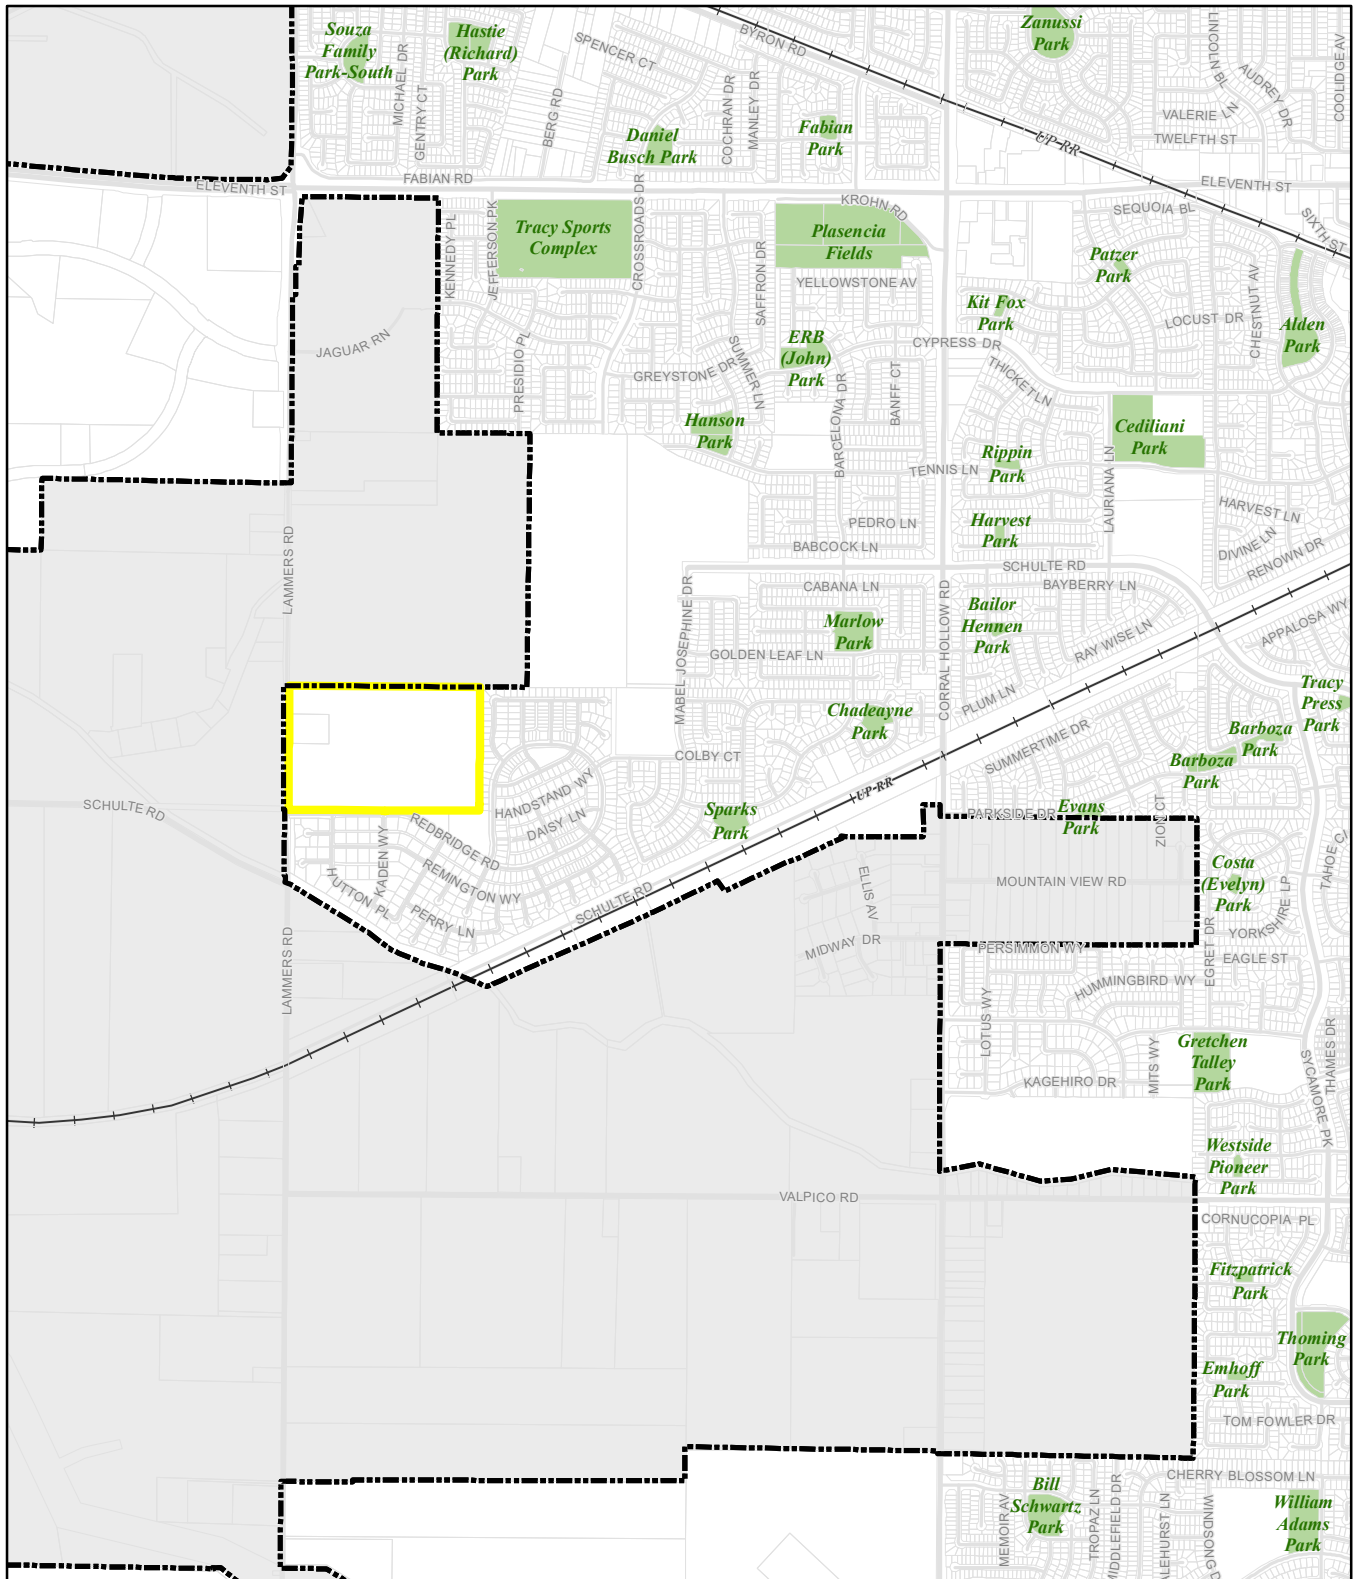 Souza
Family
Park-South
MICHAEL DR
GENTRY CT
Hastie
(Richard)
Park
BERG RD
SPENCER CT
Daniel
Busch Park
COCHRAN DR
MANLEY DR
BYRON RD
Fabian
Park
Zanussi
Park
LINCOLN BL
AUDREY DR
COOLIDGE AV
VALERIE LN
TWELFTH ST
UP-RR
ELEVENTH ST
FABIAN RD
ELEVENTH ST
SIXTH ST
KENNEDY PL
JEFFERSON PK
Tracy Sports
Complex
CROSSROADS DR
SAFFRON DR
KROHN RD
Plasencia
Fields
YELLOWSTONE AV
SEQUOIA BL
Patzer
Park
Kit Fox
Park
LOCUST DR
CHESTNUT AV
Alden
Park
JAGUAR RN
PRESIDIO PL
GREYSTONE DR
SUMMER LN
ERB
(John)
Park
CYPRESS DR
THICKET LN
BARCELONA DR
BANFF CT
Hanson
Park
Cediliani
Park
TENNIS LN
Rippin
Park
LAURIANA LN
HARVEST LN
DIVINE LN
RENOWN DR
PEDRO LN
BABCOCK LN
Harvest
Park
LAMMERS RD
SCHULTE RD
CABANA LN
BAYBERRY LN
MABEL JOSEPHINE DR
Marlow
Park
GOLDEN LEAF LN
CORRAL HOLLOW RD
Bailor
Hennen
Park
RAY WISE LN
APPALOSA WY
PLUM LN
Chadeayne
Park
SUMMERTIME DR
Tracy
Press
Park
Barboza
Park
Barboza
Park
COLBY CT
HANDSTAND WY
DAISY LN
UP-RR
Sparks
Park
SCHULTE RD
REDBRIDGE RD
KADEN WY
REMINGTON WY
HUTTON PL
PERRY LN
SCHULTE RD
PARKSIDE DR
Evans
Park
ZION CT
ELLIS AV
MOUNTAIN VIEW RD
Costa
(Evelyn)
Park
TAHOE CI
YORKSHIRE LP
EGRET DR
EAGLE ST
MIDWAY DR
PERSIMMON WY
LAMMERS RD
LOTUS WY
HUMMINGBIRD WY
Gretchen
Talley
Park
KAGEHIRO DR
MITS WY
SYCAMORE PK
THAMES DR
Westside
Pioneer
Park
VALPICO RD
CORNUCOPIA PL
Fitzpatrick
Park
Thoming
Park
Emhoff
Park
TOM FOWLER DR
CHERRY BLOSSOM LN
Bill
Schwartz
Park
MEMOIR AV
TROPAZ LN
MIDDLEFIELD DR
ALEHURST LN
WINDSONG D
William
Adams
Park